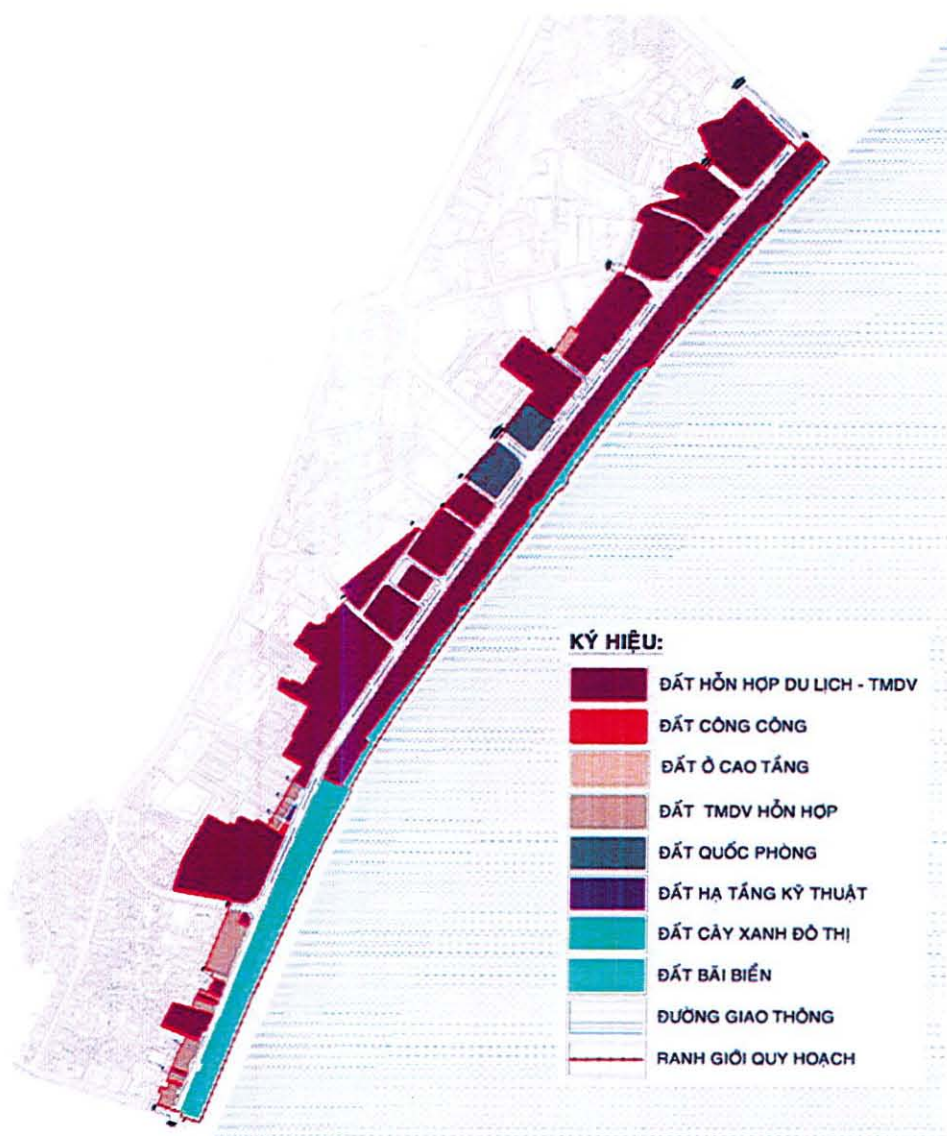 KÝ HIỆU:
ĐẤT HỖN HỢP DU LỊCH - TMDV
ĐẤT CÔNG CỘNG
ĐẤT Ở CAO TẦNG
ĐẤT TMDV HỖN HỢP
ĐẤT QUỐC PHÒNG
ĐẤT HẠ TẦNG KỸ THUẬT
ĐẤT CÂY XANH ĐÔ THỊ
ĐẤT BÃI BIỂN
ĐƯỜNG GIAO THÔNG
RANH GIỚI QUY HOẠCH